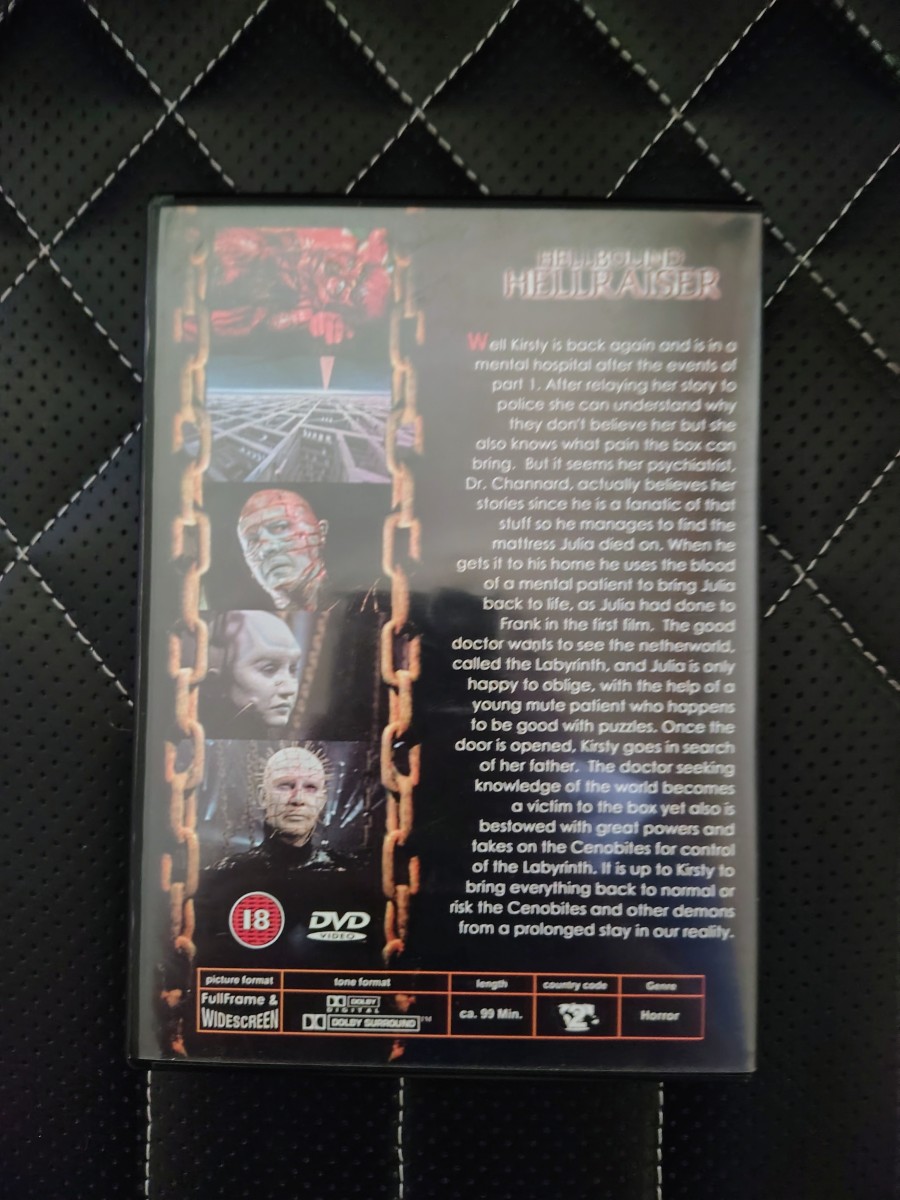 HELLBOUND
HELLRAISER
Well Kirsty is back again and is in a
mental hospital after the events of
part 1. After relaying her story to
police she can understand why
they don't believe her but she
also knows what pain the box can
bring. But it seems her psychiatrist,
Dr. Channard, actually believes her
stories since he is a fanatic of that
stuff so he manages to find the
mattress Julia died on. When he
gets it to his home he uses the blood
of a mental patient to bring Julia
back to life, as Julia had done to
Frank in the first film. The good
doctor wants to see the netherworld,
called the Labyrinth, and Julia is only
happy to oblige, with the help of a
young mute patient who happens
to be good with puzzles. Once the
door is opened, Kirsty goes in search
of her father. The doctor seeking
knowledge of the world becomes
a victim to the box yet also is
bestowed with great powers and
takes on the Cenobites for control
of the Labyrinth. It is up to Kirsty to
bring everything back to normal or
risk the Cenobites and other demons
from a prolonged stay in our reality.
18
DVD
VIDEO
picture format
FullFrame &
WIDESCREEN
tone format
DOLBY
DIGITAL
DOLBY SURROUND™
length
ca. 99 Min.
country code
2
Genre
Horror